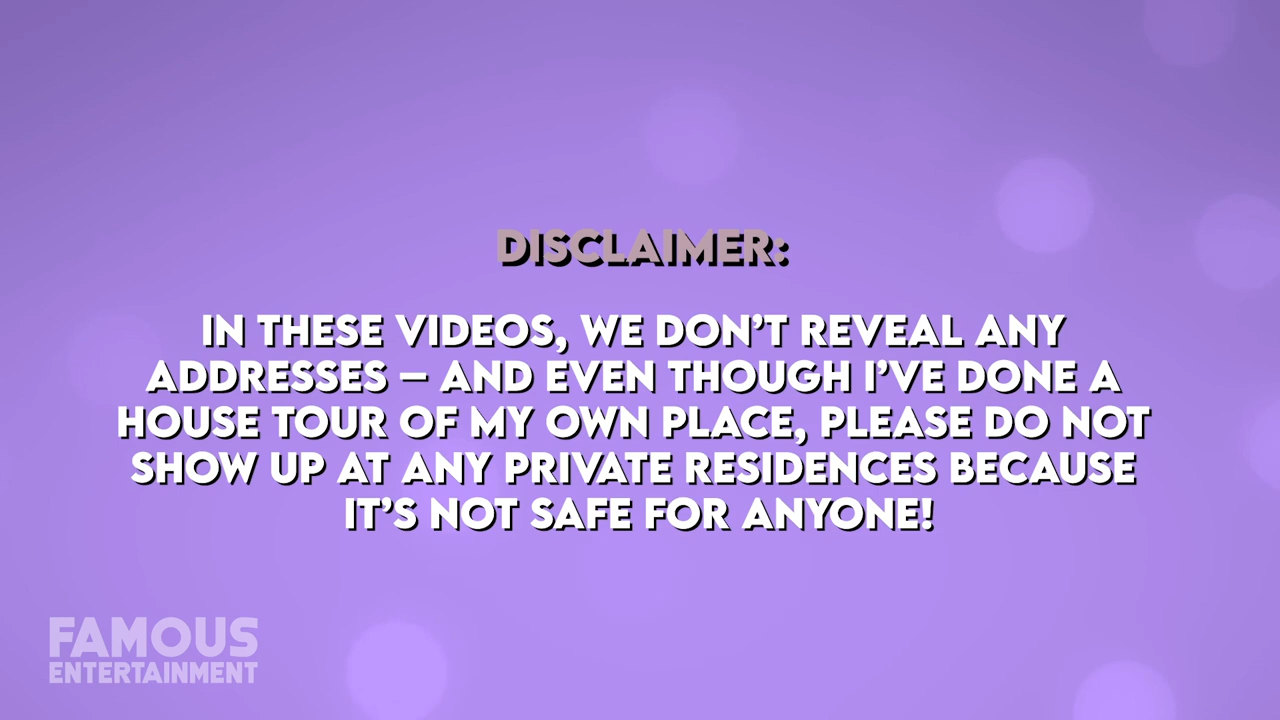 DISCLAIMER:
IN THESE VIDEOS, WE DON'T REVEAL ANY
ADDRESSES – AND EVEN THOUGH I'VE DONE A
HOUSE TOUR OF MY OWN PLACE, PLEASE DO NOT
SHOW UP AT ANY PRIVATE RESIDENCES BECAUSE
IT'S NOT SAFE FOR ANYONE!
FAMOUS
ENTERTAINMENT